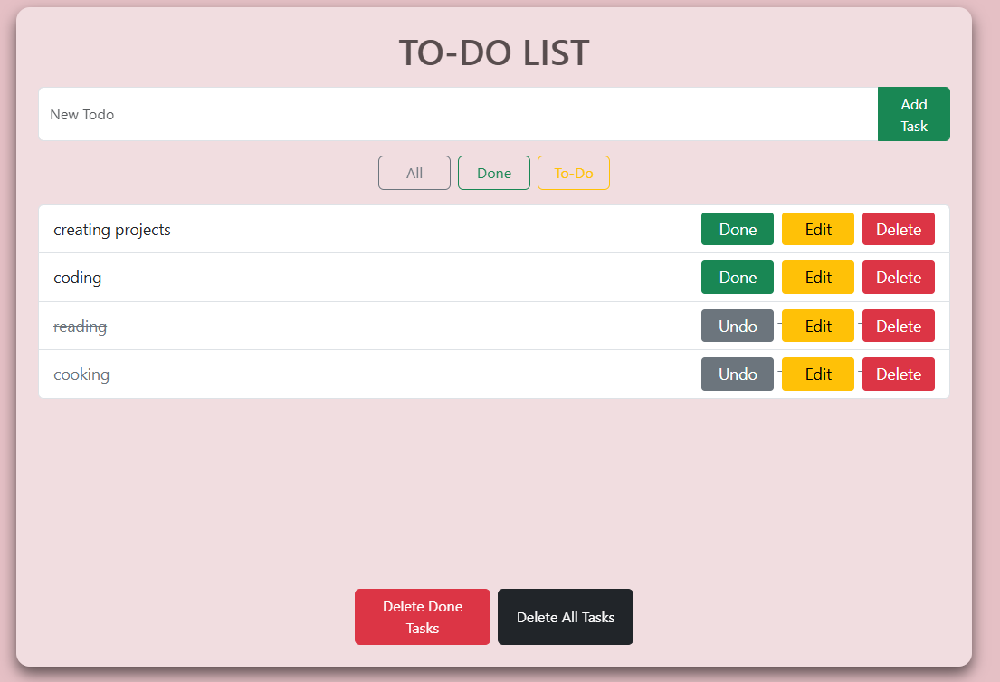 TO-DO LIST
New Todo
Add
Task
All Done To-Do
creating projects Done Edit Delete
coding Done Edit Delete
reading Undo Edit Delete
cooking Undo Edit Delete
Delete Done
Tasks
Delete All Tasks